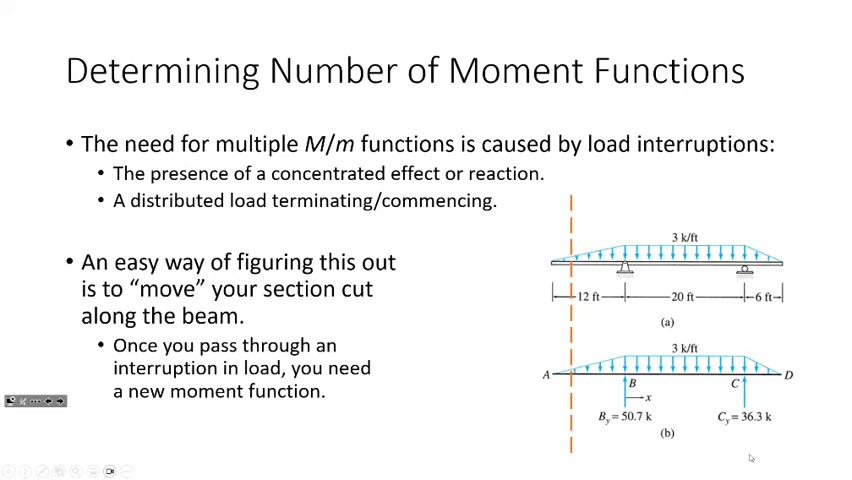 Determining Number of Moment Functions
• The need for multiple M/m functions is caused by load interruptions:
• The presence of a concentrated effect or reaction.
• A distributed load terminating/commencing.
• An easy way of figuring this out
is to “move” your section cut
along the beam.
• Once you pass through an
interruption in load, you need
a new moment function.
3 k/ft
12 ft
20 ft
6 ft
(a)
3 k/ft
A
B
C
D
x
By = 50.7 k
Cy = 36.3 k
(b)